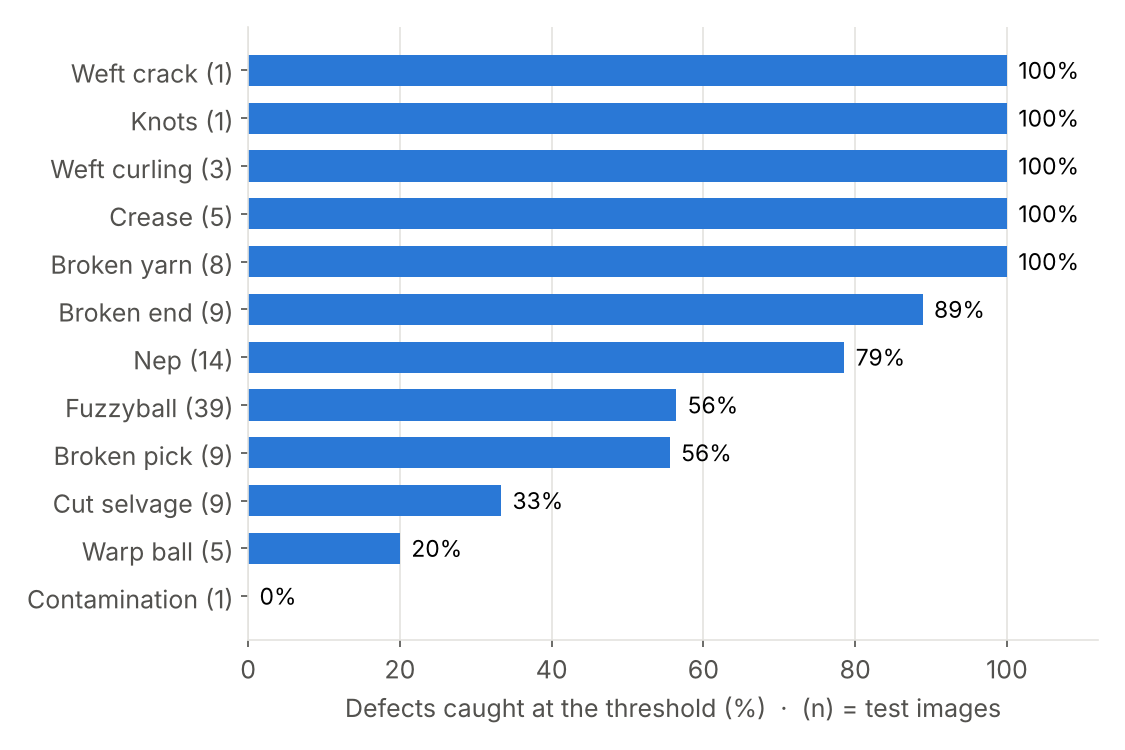 Weft crack (1) 100%
Knots (1) 100%
Weft curling (3) 100%
Crease (5) 100%
Broken yarn (8) 100%
Broken end (9) 89%
Nep (14) 79%
Fuzzyball (39) 56%
Broken pick (9) 56%
Cut selvage (9) 33%
Warp ball (5) 20%
Contamination (1) 0%
0 20 40 60 80 100
Defects caught at the threshold (%) · (n) = test images